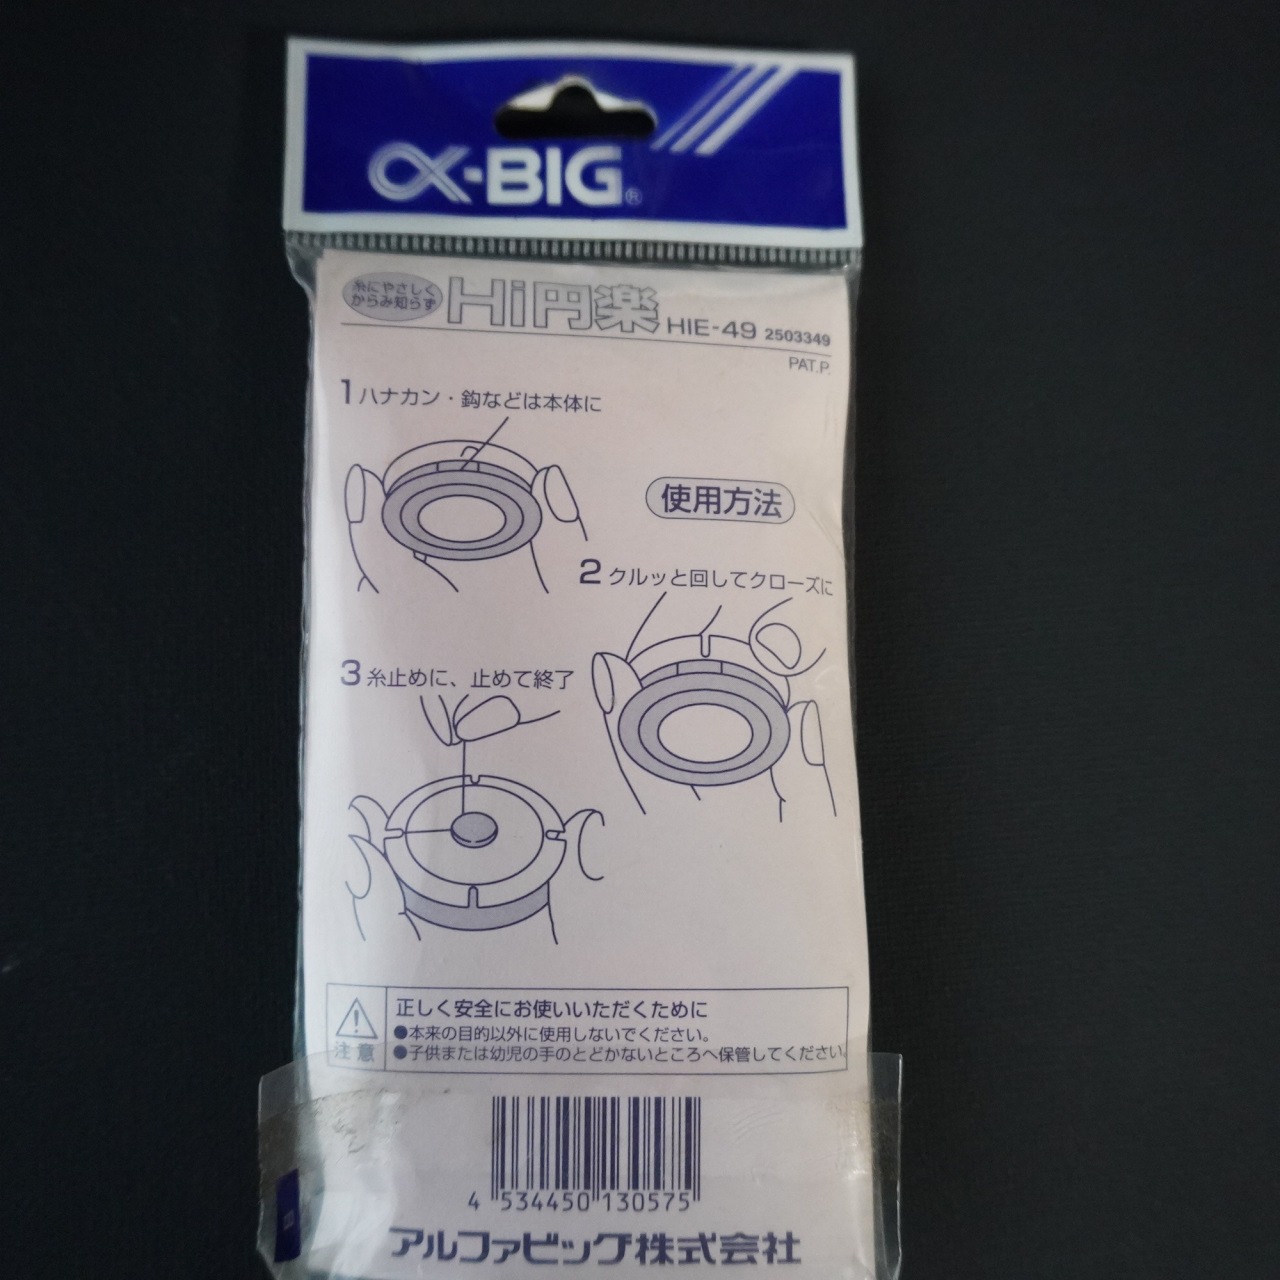 α-BIG®
糸にやさしく
からみ知らず
Hi円楽 HIE-49 2503349
PAT.P.
1 ハナカン・鈎などは本体に
使用方法
2 クルッと回してクローズに
3 糸止めに、止めて終了
正しく安全にお使いいただくために
●本来の目的以外に使用しないでください。
●子供または幼児の手のとどかないところへ保管してください。
注意
4 534450 130575
アルファビッグ株式会社